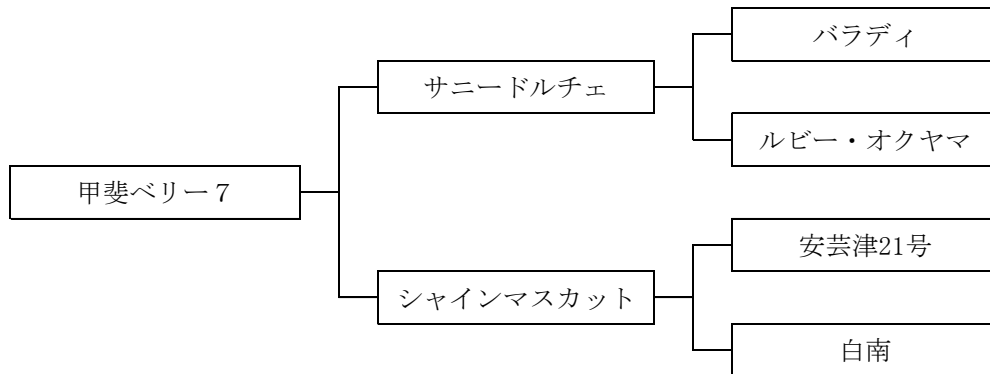 バラディ
サニードルチェ
ルビー・オクヤマ
甲斐ベリー７
安芸津21号
シャインマスカット
白南